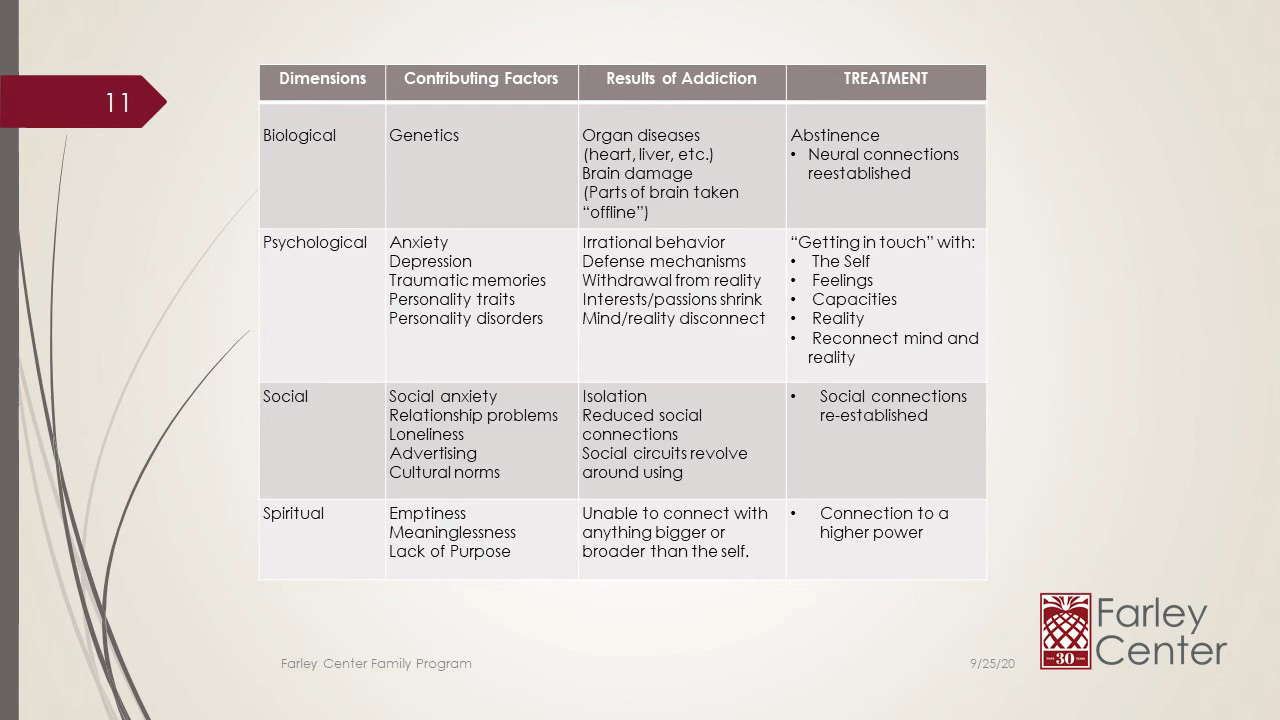 11
Dimensions
Contributing Factors
Results of Addiction
TREATMENT
Biological
Genetics
Organ diseases
(heart, liver, etc.)
Brain damage
(Parts of brain taken
“offline”)
Abstinence
• Neural connections
reestablished
Psychological
Anxiety
Depression
Traumatic memories
Personality traits
Personality disorders
Irrational behavior
Defense mechanisms
Withdrawal from reality
Interests/passions shrink
Mind/reality disconnect
“Getting in touch” with:
• The Self
• Feelings
• Capacities
• Reality
• Reconnect mind and
reality
Social
Social anxiety
Relationship problems
Loneliness
Advertising
Cultural norms
Isolation
Reduced social
connections
Social circuits revolve
around using
• Social connections
re-established
Spiritual
Emptiness
Meaninglessness
Lack of Purpose
Unable to connect with
anything bigger or
broader than the self.
• Connection to a
higher power
Farley Center Family Program
9/25/20
30
Farley
Center